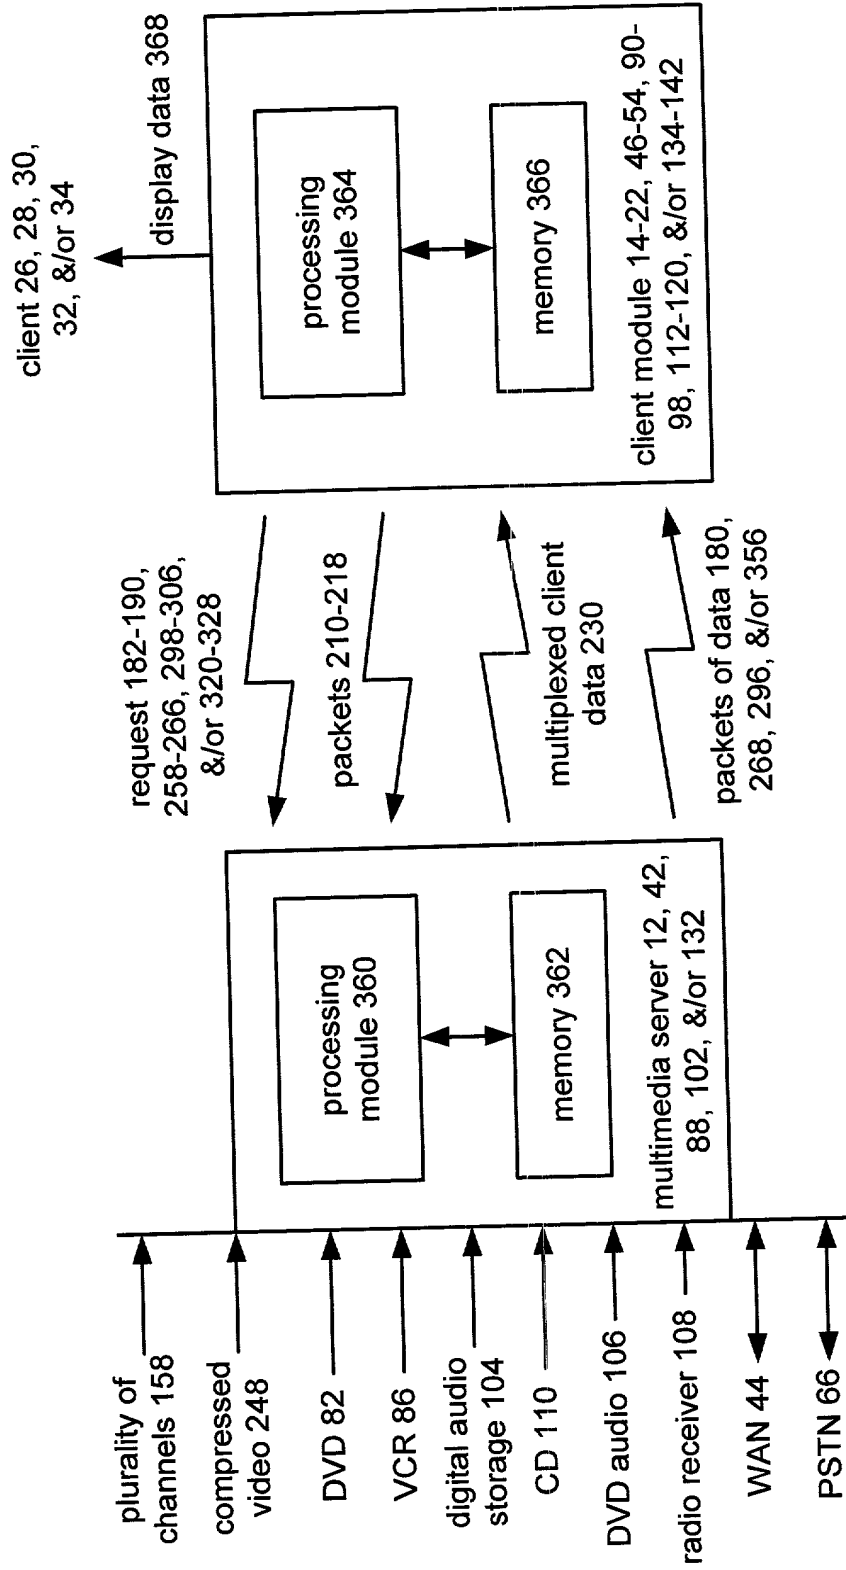 plurality of
channels 158
compressed
video 248
DVD 82
VCR 86
digital audio
storage 104
CD 110
DVD audio 106
radio receiver 108
WAN 44
PSTN 66
processing
module 360
memory 362
multimedia server 12, 42,
88, 102, &/or 132
request 182-190,
258-266, 298-306,
&/or 320-328
packets 210-218
multiplexed client
data 230
packets of data 180,
268, 296, &/or 356
client 26, 28, 30,
32, &/or 34
display data 368
processing
module 364
memory 366
client module 14-22, 46-54, 90-
98, 112-120, &/or 134-142